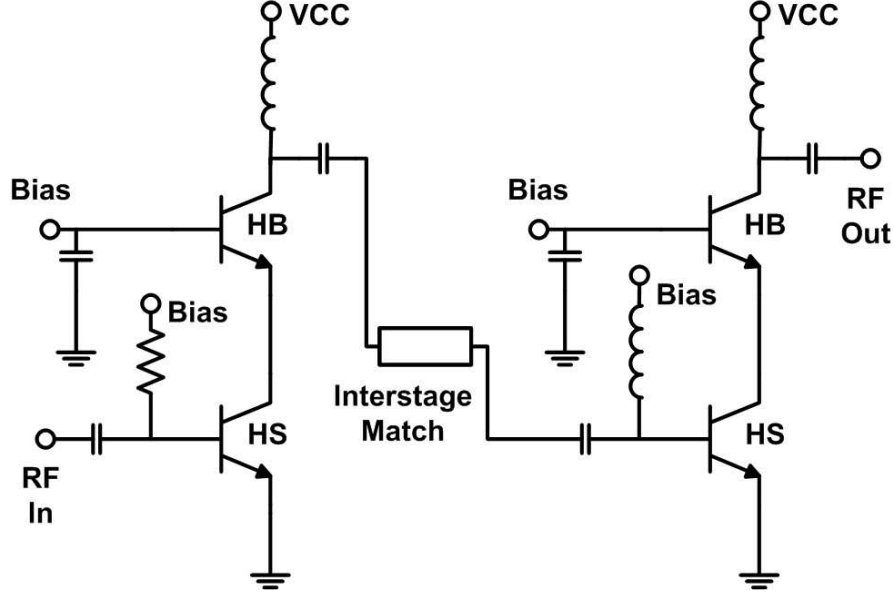 VCC
VCC
Bias
HB
Bias
HB
RF
Out
Bias
Bias
Interstage
Match
HS
HS
RF
In